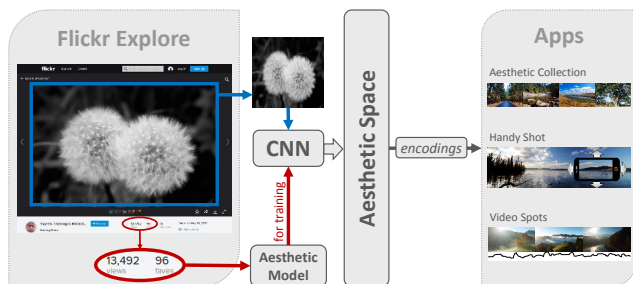 Flickr Explore
flickr
13,492 96
views faves
CNN
for training
Aesthetic
Model
Aesthetic Space
encodings
Apps
Aesthetic Collection
Handy Shot
Video Spots